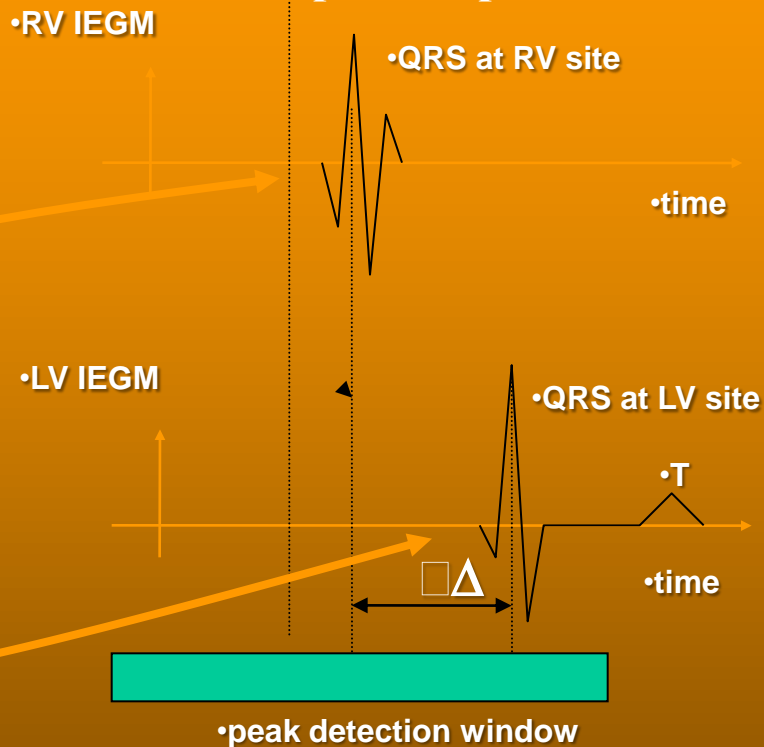 •RV IEGM
•QRS at RV site
•time
•LV IEGM
•QRS at LV site
•T
Δ
•time
•peak detection window